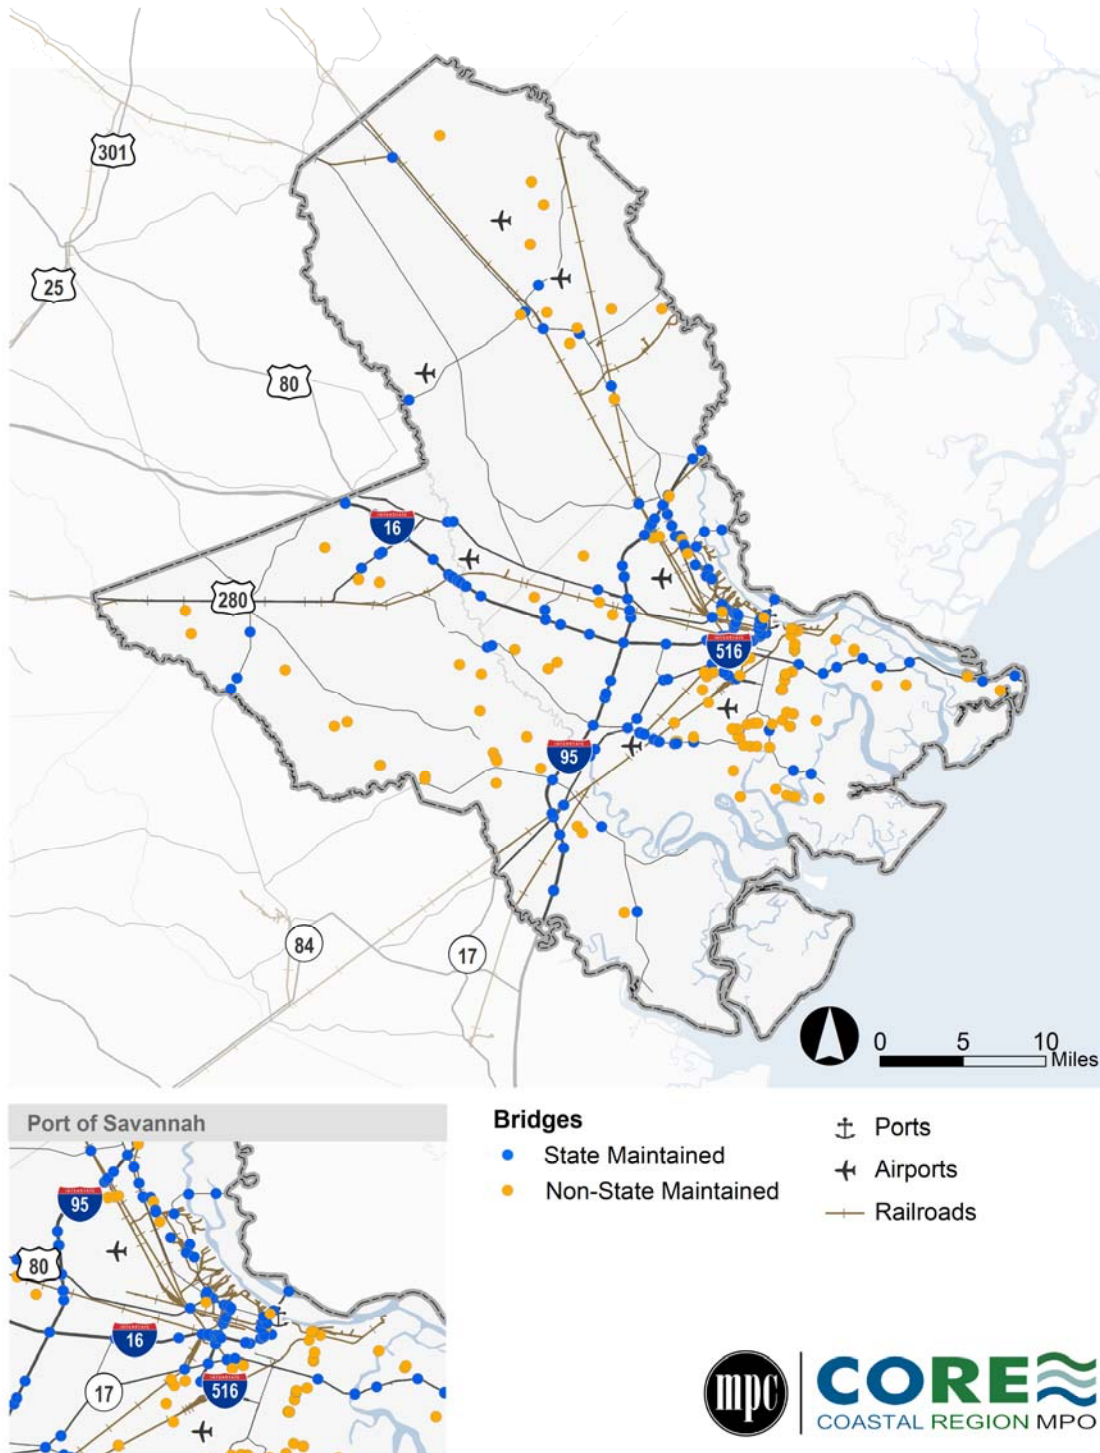 301
25
80
16
280
516
95
84
17
0 5 10
Miles
Port of Savannah
95
80
16
17
516
Bridges
State Maintained
Non-State Maintained
Ports
Airports
Railroads
mpc
CORE
COASTAL REGION MPO